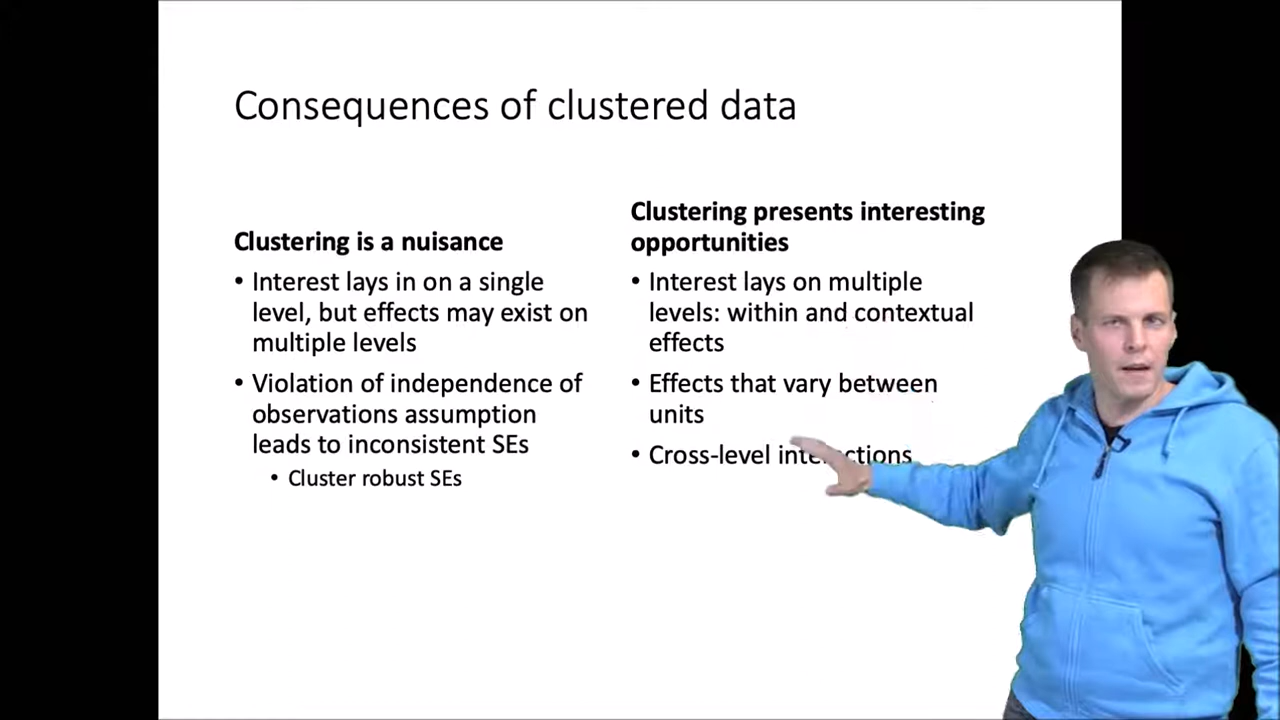 Consequences of clustered data
Clustering is a nuisance
• Interest lays in on a single
level, but effects may exist on
multiple levels
• Violation of independence of
observations assumption
leads to inconsistent SEs
• Cluster robust SEs
Clustering presents interesting
opportunities
• Interest lays on multiple
levels: within and contextual
effects
• Effects that vary between
units
• Cross-level